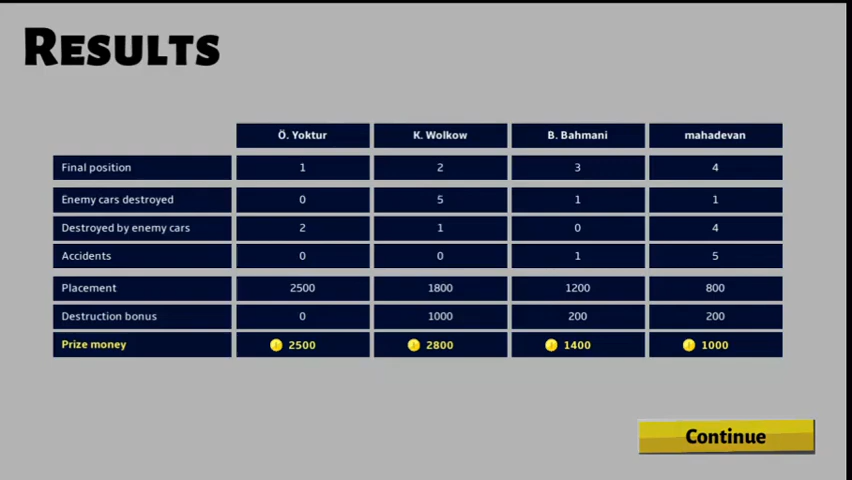 RESULTS
Ö. Yoktur K. Wolkow B. Bahmani mahadevan
Final position 1 2 3 4
Enemy cars destroyed 0 5 1 1
Destroyed by enemy cars 2 1 0 4
Accidents 0 0 1 5
Placement 2500 1800 1200 800
Destruction bonus 0 1000 200 200
Prize money 2500 2800 1400 1000
Continue